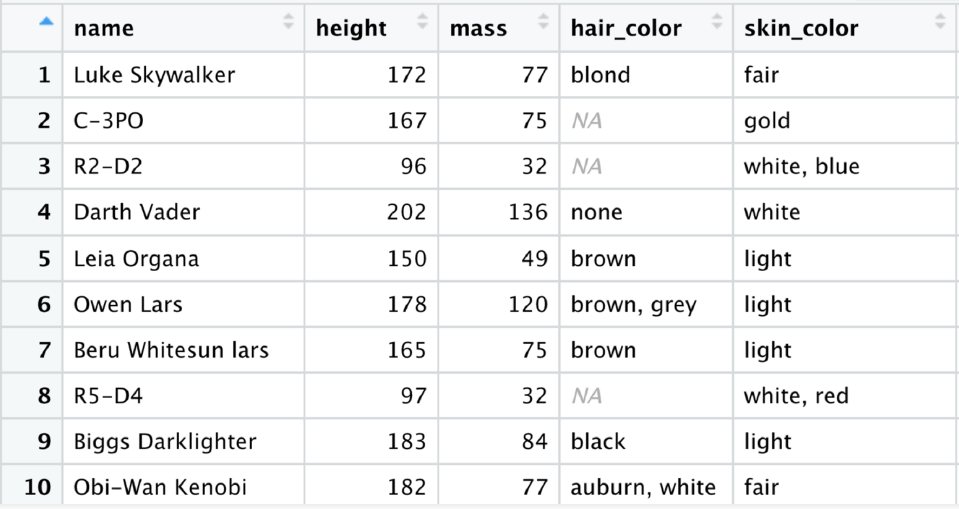 name height mass hair_color skin_color
1 Luke Skywalker 172 77 blond fair
2 C-3PO 167 75 NA gold
3 R2-D2 96 32 NA white, blue
4 Darth Vader 202 136 none white
5 Leia Organa 150 49 brown light
6 Owen Lars 178 120 brown, grey light
7 Beru Whitesun lars 165 75 brown light
8 R5-D4 97 32 NA white, red
9 Biggs Darklighter 183 84 black light
10 Obi-Wan Kenobi 182 77 auburn, white fair